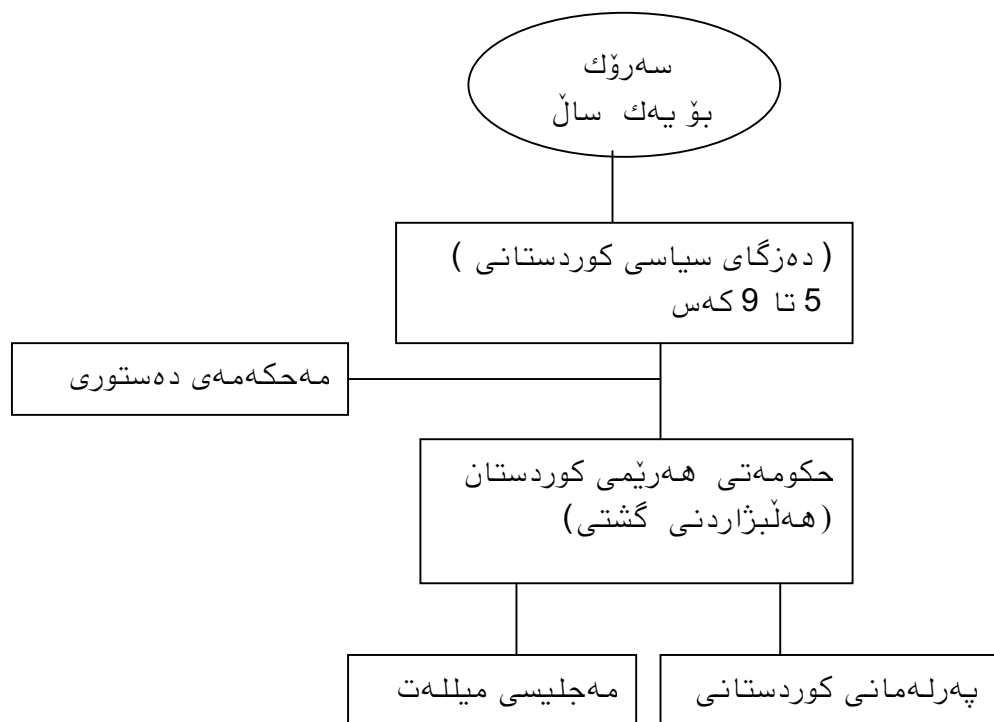 سەرۆك
بۆ یەك ساڵ
( دەزگای سیاسی كوردستانی )
5 تا 9 كەس
مەحكەمەی دەستوری
حكومەتی هەرێمی كوردستان
(هەڵبژاردنی گشتی)
پەرلەمانی كوردستانی
مەجلیسی میللەت